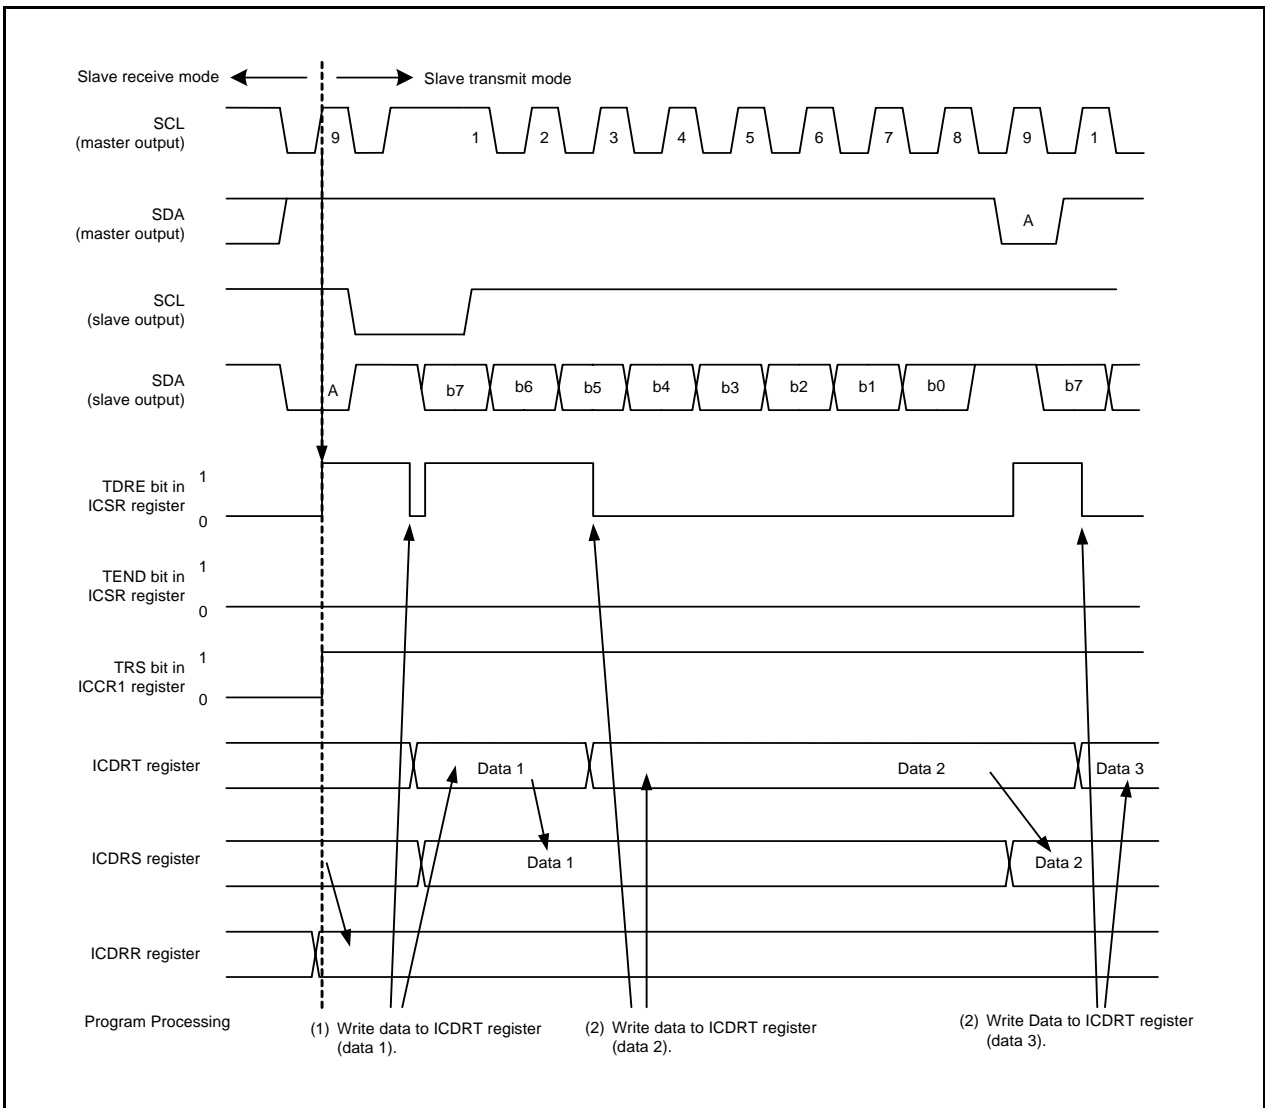 Slave receive mode
Slave transmit mode
SCL
(master output)
9 1 2 3 4 5 6 7 8 9 1
SDA
(master output)
A
SCL
(slave output)
SDA
(slave output)
A b7 b6 b5 b4 b3 b2 b1 b0 b7
TDRE bit in
ICSR register
1
0
TEND bit in
ICSR register
1
0
TRS bit in
ICCR1 register
1
0
ICDRT register
Data 1 Data 2 Data 3
ICDRS register
Data 1 Data 2
ICDRR register
Program Processing
(1) Write data to ICDRT register
(data 1).
(2) Write data to ICDRT register
(data 2).
(2) Write Data to ICDRT register
(data 3).